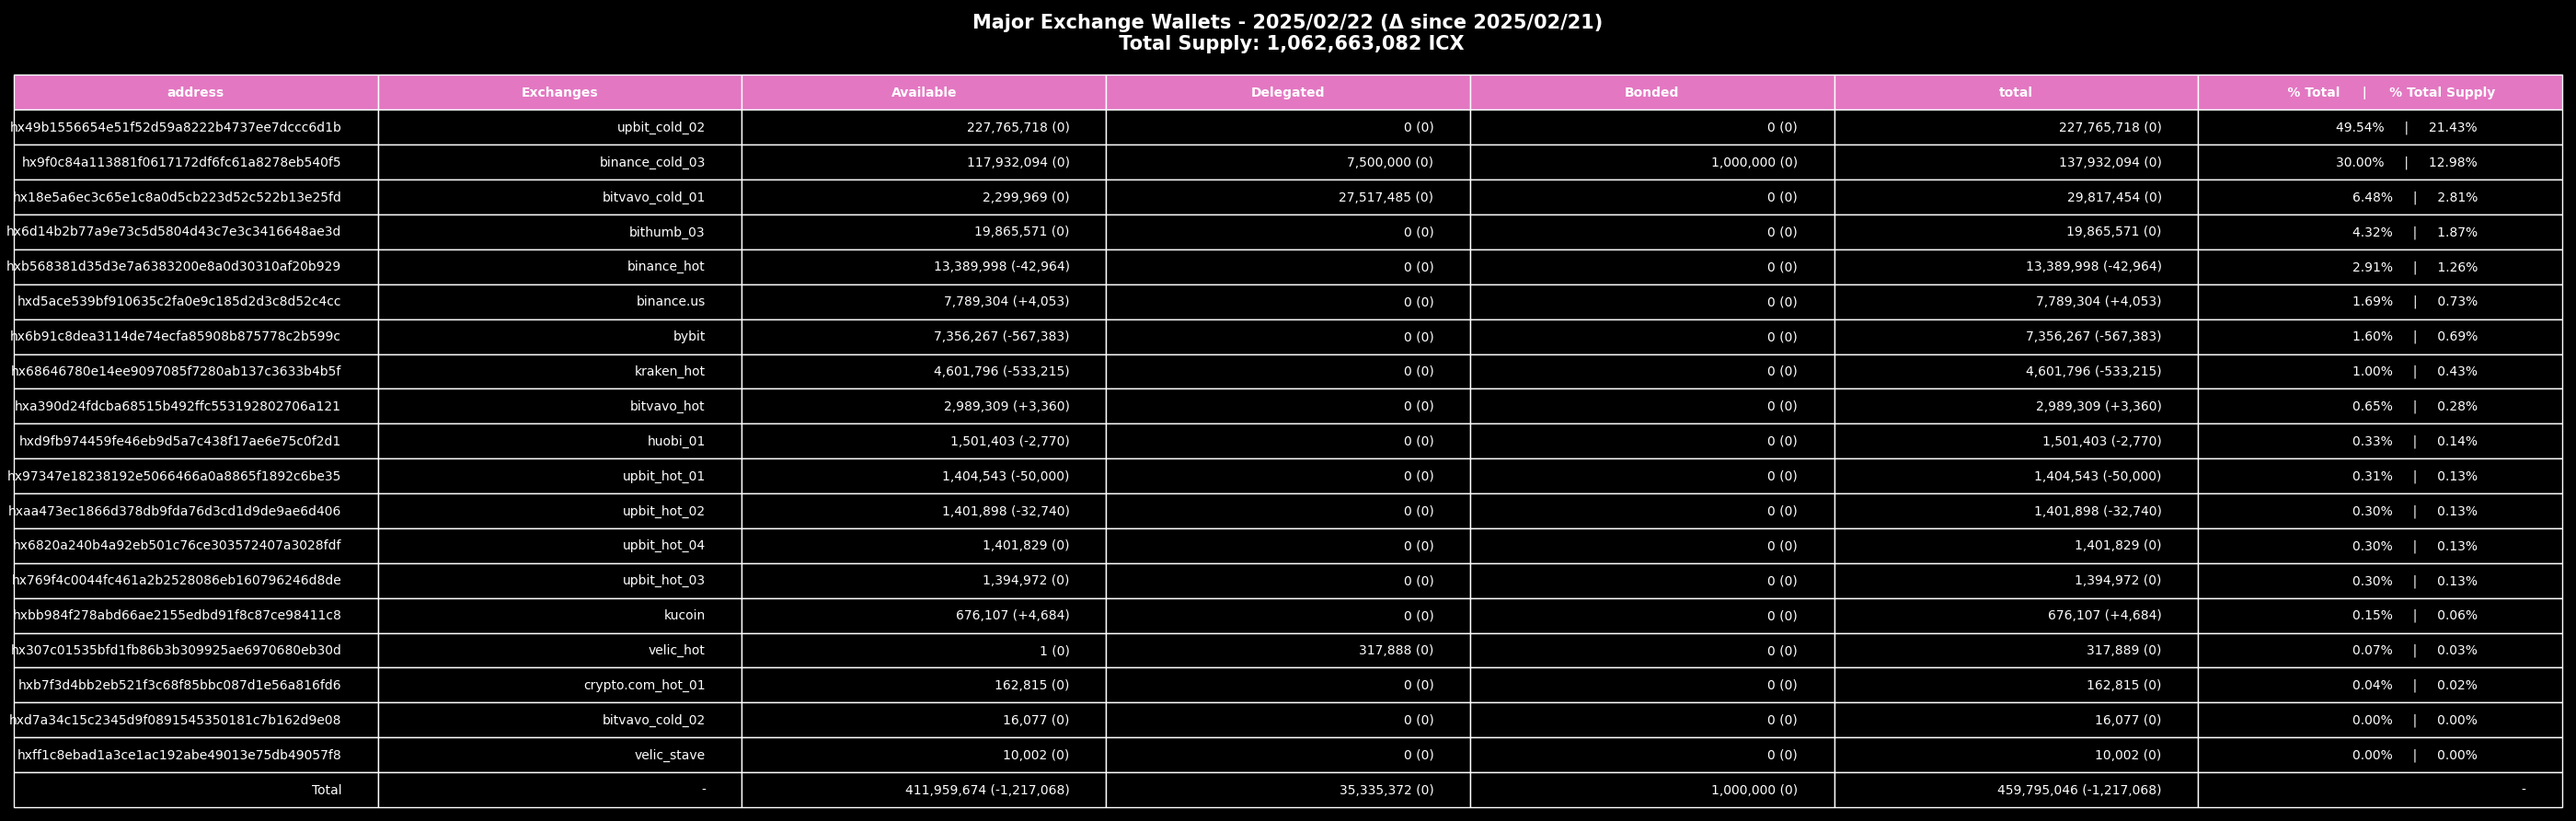 Major Exchange Wallets - 2025/02/22 (Δ since 2025/02/21)
Total Supply: 1,062,663,082 ICX
address Exchanges Available Delegated Bonded total % Total | % Total Supply
hx49b1556654e51f52d59a8222b4737ee7dccc6d1b upbit_cold_02 227,765,718 (0) 0 (0) 0 (0) 227,765,718 (0) 49.54% | 21.43%
hx9f0c84a113881f0617172df6fc61a8278eb540f5 binance_cold_03 117,932,094 (0) 7,500,000 (0) 1,000,000 (0) 137,932,094 (0) 30.00% | 12.98%
hx18e5a6ec3c65e1c8a0d5cb223d52c522b13e25fd bitvavo_cold_01 2,299,969 (0) 27,517,485 (0) 0 (0) 29,817,454 (0) 6.48% | 2.81%
hx6d14b2b77a9e73c5d5804d43c7e3c3416648ae3d bithumb_03 19,865,571 (0) 0 (0) 0 (0) 19,865,571 (0) 4.32% | 1.87%
hxb568381d35d3e7a6383200e8a0d30310af20b929 binance_hot 13,389,998 (-42,964) 0 (0) 0 (0) 13,389,998 (-42,964) 2.91% | 1.26%
hxd5ace539bf910635c2fa0e9c185d2d3c8d52c4cc binance.us 7,789,304 (+4,053) 0 (0) 0 (0) 7,789,304 (+4,053) 1.69% | 0.73%
hx6b91c8dea3114de74ecfa85908b875778c2b599c bybit 7,356,267 (-567,383) 0 (0) 0 (0) 7,356,267 (-567,383) 1.60% | 0.69%
hx68646780e14ee9097085f7280ab137c3633b4b5f kraken_hot 4,601,796 (-533,215) 0 (0) 0 (0) 4,601,796 (-533,215) 1.00% | 0.43%
hxa390d24fdcba68515b492ffc553192802706a121 bitvavo_hot 2,989,309 (+3,360) 0 (0) 0 (0) 2,989,309 (+3,360) 0.65% | 0.28%
hxd9fb974459fe46eb9d5a7c438f17ae6e75c0f2d1 huobi_01 1,501,403 (-2,770) 0 (0) 0 (0) 1,501,403 (-2,770) 0.33% | 0.14%
hx97347e18238192e5066466a0a8865f1892c6be35 upbit_hot_01 1,404,543 (-50,000) 0 (0) 0 (0) 1,404,543 (-50,000) 0.31% | 0.13%
hxaa473ec1866d378db9fda76d3cd1d9de9ae6d406 upbit_hot_02 1,401,898 (-32,740) 0 (0) 0 (0) 1,401,898 (-32,740) 0.30% | 0.13%
hx6820a240b4a92eb501c76ce303572407a3028fdf upbit_hot_04 1,401,829 (0) 0 (0) 0 (0) 1,401,829 (0) 0.30% | 0.13%
hx769f4c0044fc461a2b2528086eb160796246d8de upbit_hot_03 1,394,972 (0) 0 (0) 0 (0) 1,394,972 (0) 0.30% | 0.13%
hxbb984f278abd66ae2155edbd91f8c87ce98411c8 kucoin 676,107 (+4,684) 0 (0) 0 (0) 676,107 (+4,684) 0.15% | 0.06%
hx307c01535bfd1fb86b3b309925ae6970680eb30d velic_hot 1 (0) 317,888 (0) 0 (0) 317,889 (0) 0.07% | 0.03%
hxb7f3d4bb2eb521f3c68f85bbc087d1e56a816fd6 crypto.com_hot_01 162,815 (0) 0 (0) 0 (0) 162,815 (0) 0.04% | 0.02%
hxd7a34c15c2345d9f0891545350181c7b162d9e08 bitvavo_cold_02 16,077 (0) 0 (0) 0 (0) 16,077 (0) 0.00% | 0.00%
hxff1c8ebad1a3ce1ac192abe49013e75db49057f8 velic_stave 10,002 (0) 0 (0) 0 (0) 10,002 (0) 0.00% | 0.00%
Total - 411,959,674 (-1,217,068) 35,335,372 (0) 1,000,000 (0) 459,795,046 (-1,217,068) -